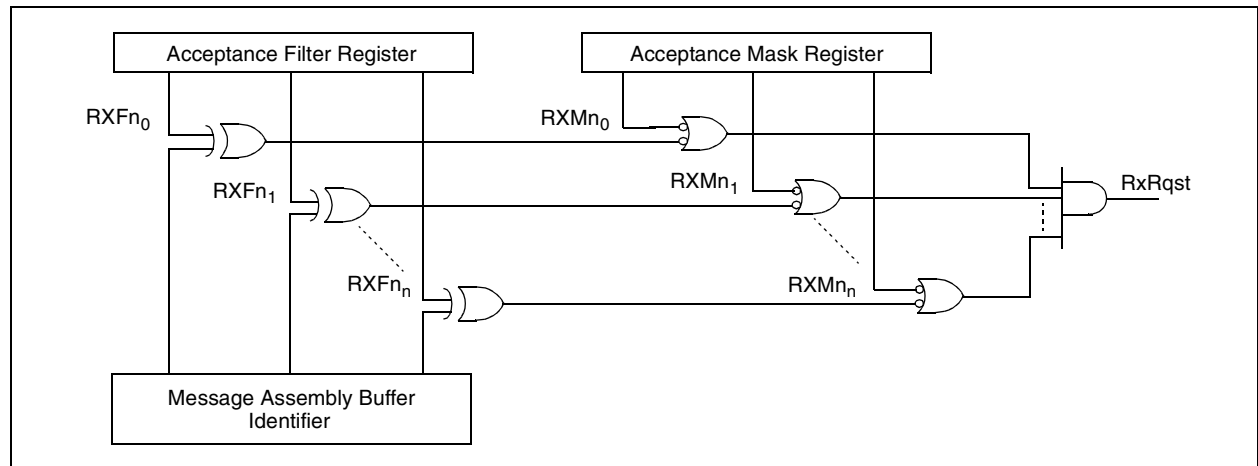 Acceptance Filter Register
Acceptance Mask Register
RXFn0
RXMn0
RXFn1
RXMn1
RxRqst
RXFnn
RXMnn
Message Assembly Buffer
Identifier